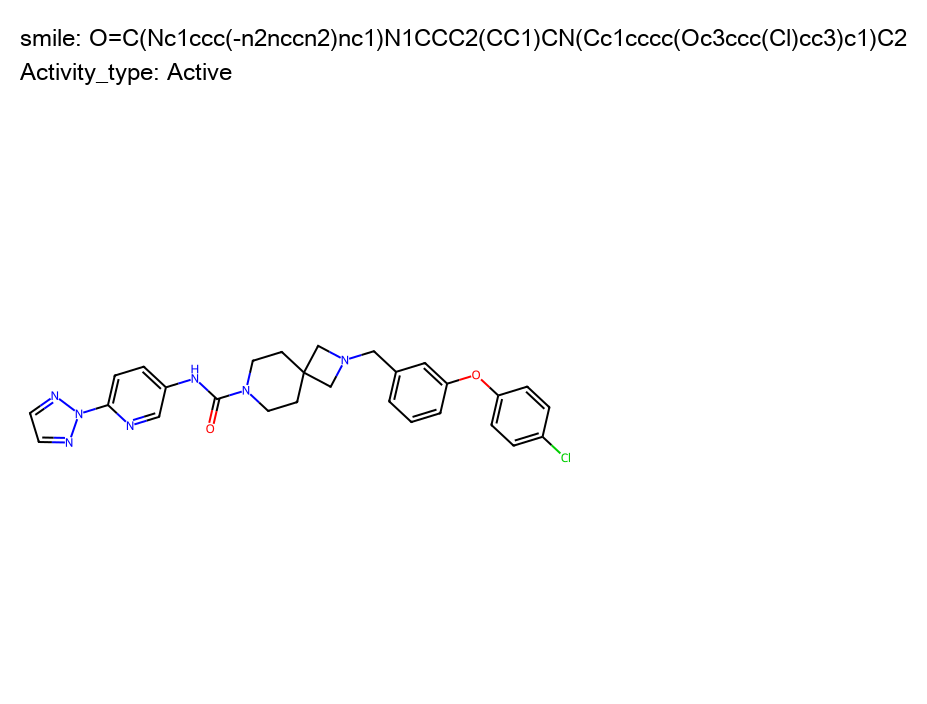 smile: O=C(Nc1ccc(-n2nccn2)nc1)N1CCC2(CC1)CN(Cc1cccc(Oc3ccc(Cl)cc3)c1)C2
Activity_type: Active
H
N
N
N
N
N
O
N
N
O
Cl